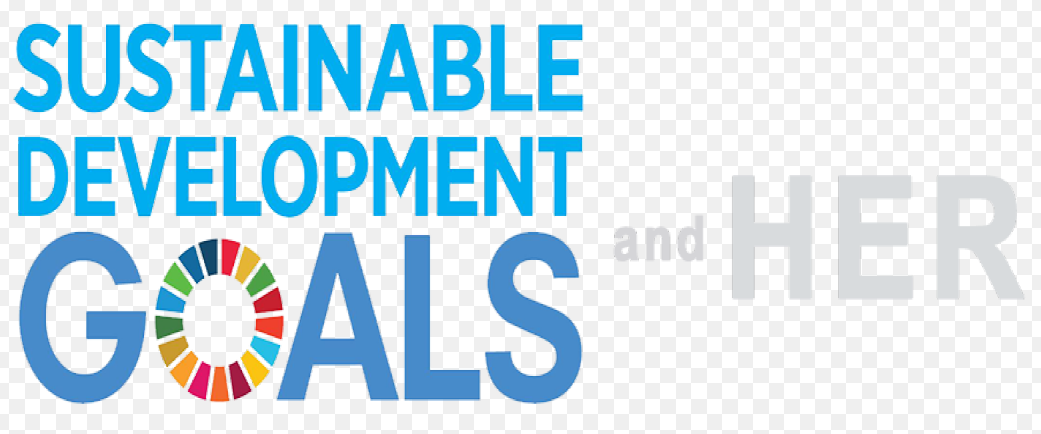 SUSTAINABLE
DEVELOPMENT
GOALS
and HER